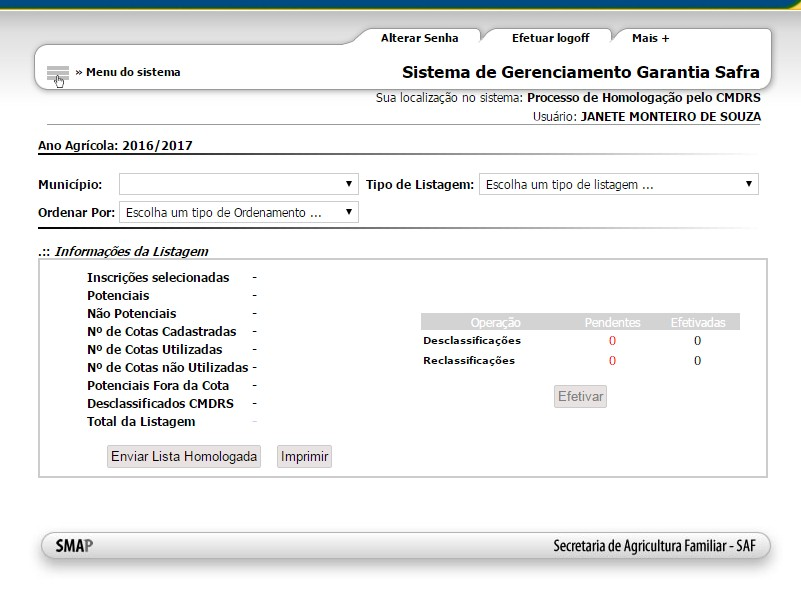 Alterar Senha Efetuar logoff Mais +
» Menu do sistema
Sistema de Gerenciamento Garantia Safra
Sua localização no sistema: Processo de Homologação pelo CMDRS
Usuário: JANETE MONTEIRO DE SOUZA
Ano Agrícola: 2016/2017
Município: Tipo de Listagem: Escolha um tipo de listagem ...
Ordenar Por: Escolha um tipo de Ordenamento ...
.:: Informações da Listagem
Inscrições selecionadas -
Potenciais -
Não Potenciais -
Nº de Cotas Cadastradas -
Nº de Cotas Utilizadas -
Nº de Cotas não Utilizadas -
Potenciais Fora da Cota -
Desclassificados CMDRS -
Total da Listagem -
Operação Pendentes Efetivadas
Desclassificações 0 0
Reclassificações 0 0
Efetivar
Enviar Lista Homologada Imprimir
SMAP Secretaria de Agricultura Familiar - SAF